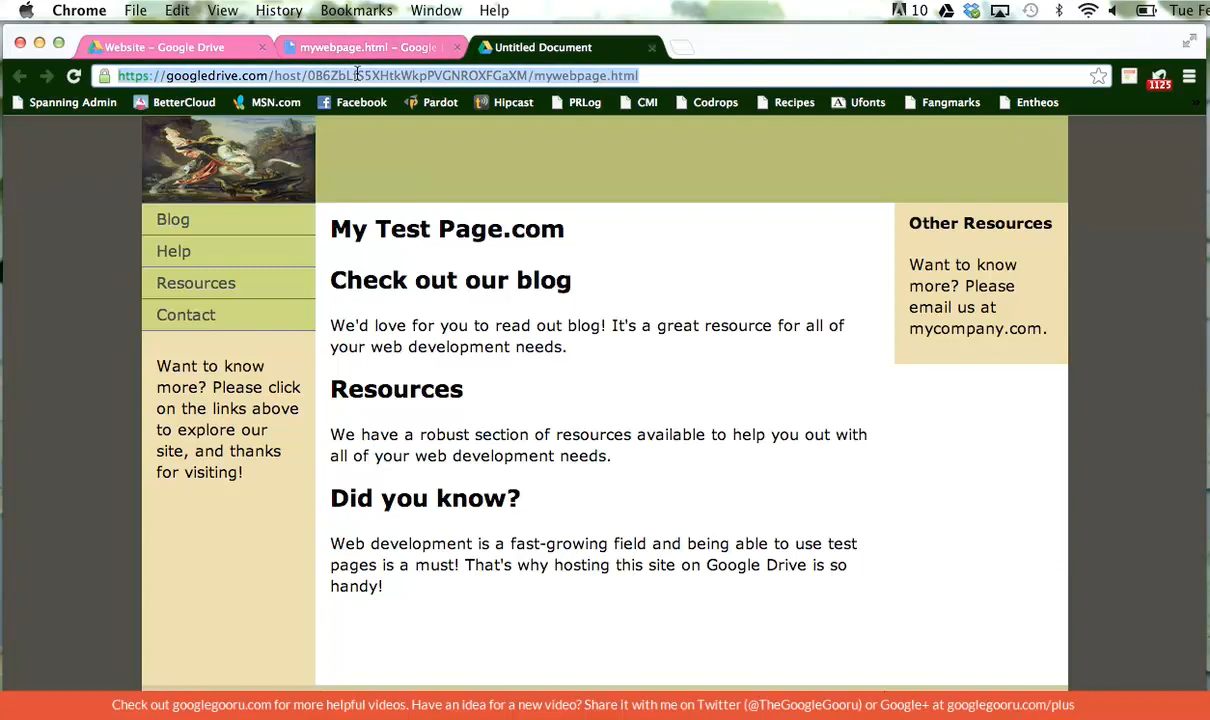 Chrome File Edit View History Bookmarks Window Help 10 Tue Fe
Website – Google Drive mywebpage.html – Google Untitled Document
https://googledrive.com/host/0B6ZbLfS5XHtkWkpPVGNROXFGaXM/mywebpage.html 1125
Spanning Admin BetterCloud MSN.com Facebook Pardot Hipcast PRLog CMI Codrops Recipes Ufonts Fangmarks Entheos »
Blog
Help
Resources
Contact
Want to know
more? Please click
on the links above
to explore our
site, and thanks
for visiting!
My Test Page.com
Check out our blog
We'd love for you to read out blog! It's a great resource for all of
your web development needs.
Resources
We have a robust section of resources available to help you out with
all of your web development needs.
Did you know?
Web development is a fast-growing field and being able to use test
pages is a must! That's why hosting this site on Google Drive is so
handy!
Other Resources
Want to know
more? Please
email us at
mycompany.com.
Check out googlegooru.com for more helpful videos. Have an idea for a new video? Share it with me on Twitter (@TheGoogleGooru) or Google+ at googlegooru.com/plus